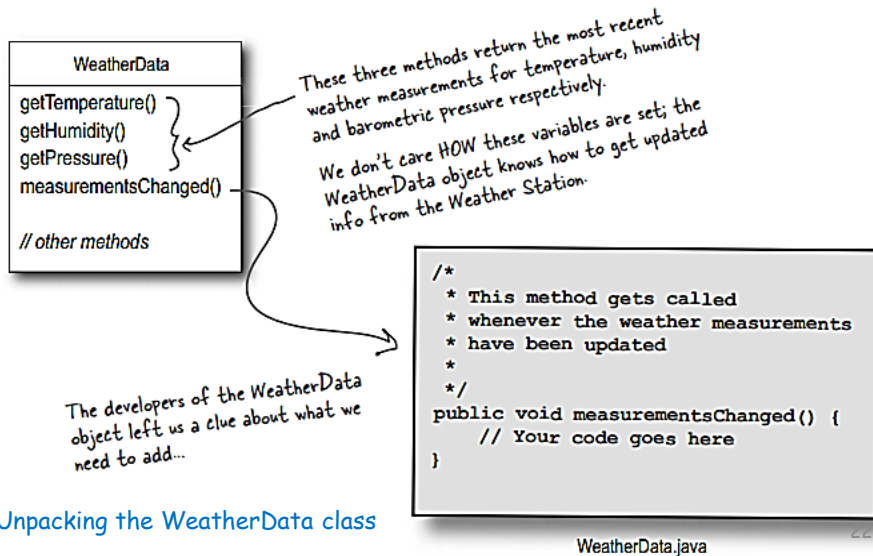 WeatherData
getTemperature()
getHumidity()
getPressure()
measurementsChanged()
// other methods
These three methods return the most recent
weather measurements for temperature, humidity
and barometric pressure respectively.
We don't care HOW these variables are set; the
WeatherData object knows how to get updated
info from the Weather Station.
/*
* This method gets called
* whenever the weather measurements
* have been updated
*
*/
public void measurementsChanged() {
// Your code goes here
}
The developers of the WeatherData
object left us a clue about what we
need to add...
Unpacking the WeatherData class
WeatherData.java